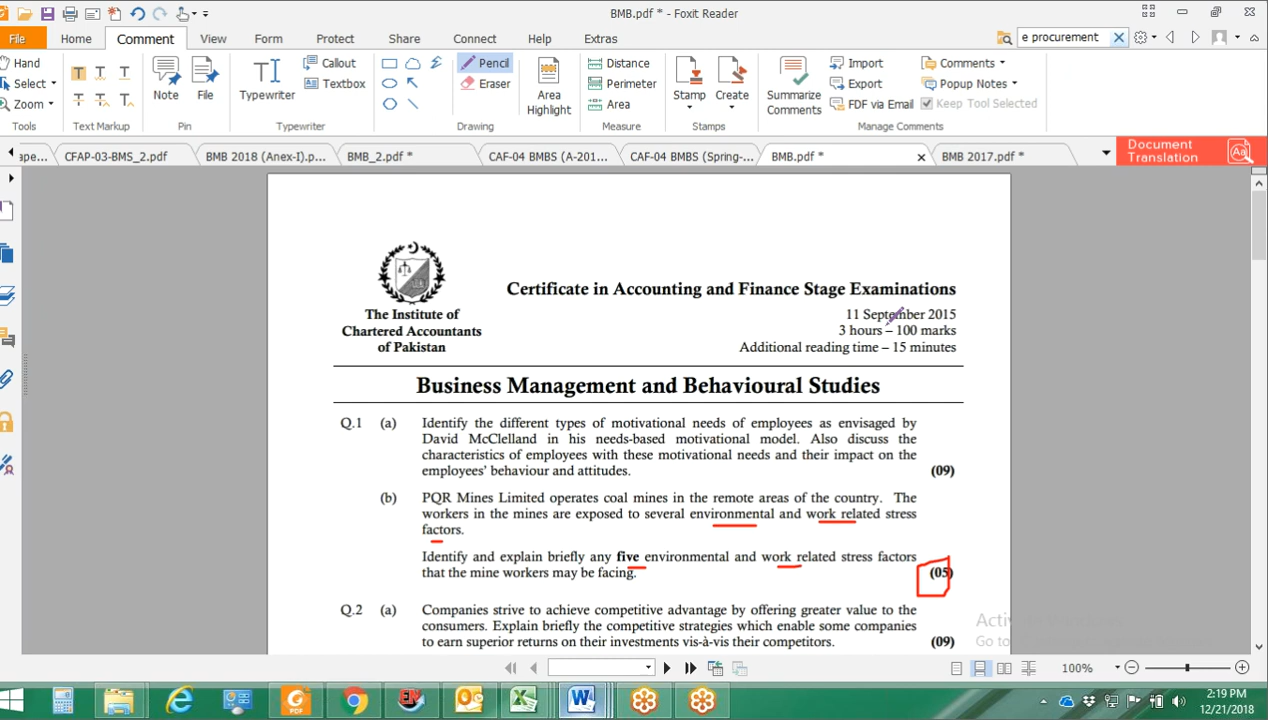 BMB.pdf * - Foxit Reader
File Home Comment View Form Protect Share Connect Help Extras e procurement
Hand
Select
Zoom
Tools
Text Markup
Note File
Pin
Typewriter
Callout
Textbox
Typewriter
Pencil
Eraser
Area Highlight
Drawing
Distance
Perimeter
Area
Measure
Stamp Create
Stamps
Summarize Comments
Import
Export
FDF via Email
Comments
Popup Notes
Keep Tool Selected
Manage Comments
ape... CFAP-03-BMS_2.pdf BMB 2018 (Anex-I).p... BMB_2.pdf * CAF-04 BMBS (A-201... CAF-04 BMBS (Spring-... BMB.pdf * BMB 2017.pdf *
Document Translation
The Institute of
Chartered Accountants
of Pakistan
Certificate in Accounting and Finance Stage Examinations
11 September 2015
3 hours – 100 marks
Additional reading time – 15 minutes
Business Management and Behavioural Studies
Q.1 (a) Identify the different types of motivational needs of employees as envisaged by
David McClelland in his needs-based motivational model. Also discuss the
characteristics of employees with these motivational needs and their impact on the
employees' behaviour and attitudes. (09)
(b) PQR Mines Limited operates coal mines in the remote areas of the country. The
workers in the mines are exposed to several environmental and work related stress
factors.
Identify and explain briefly any five environmental and work related stress factors
that the mine workers may be facing. (05)
Q.2 (a) Companies strive to achieve competitive advantage by offering greater value to the
consumers. Explain briefly the competitive strategies which enable some companies
to earn superior returns on their investments vis-à-vis their competitors. (09)
Go to
100%
2:19 PM
12/21/2018